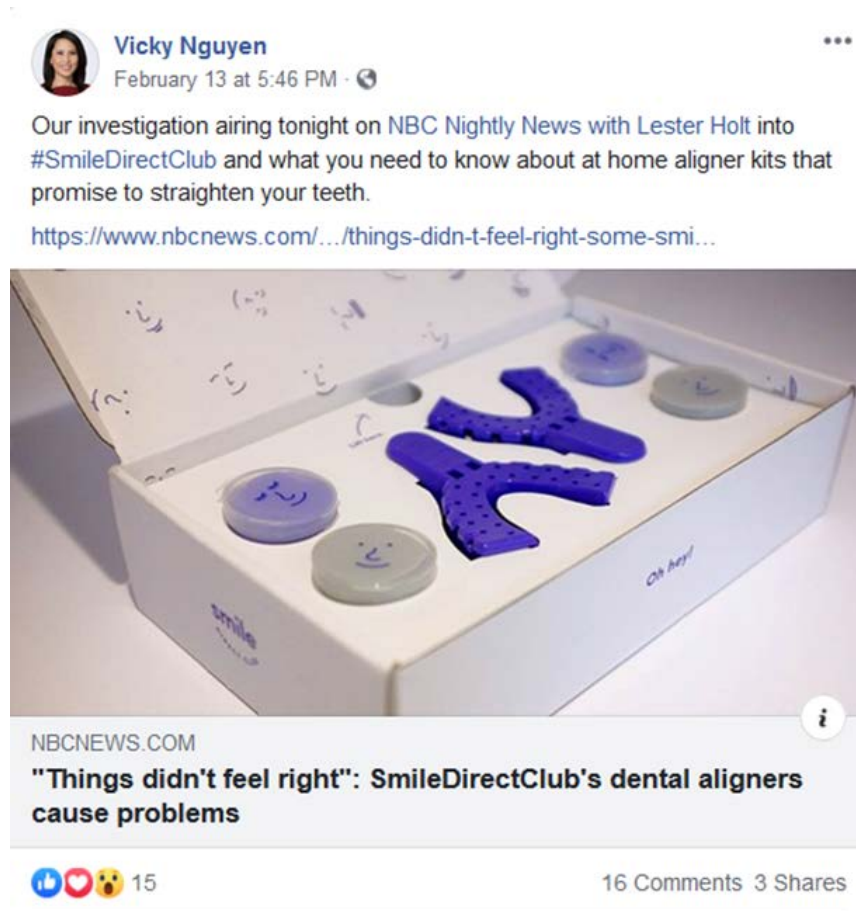 Vicky Nguyen
February 13 at 5:46 PM ·
Our investigation airing tonight on NBC Nightly News with Lester Holt into
#SmileDirectClub and what you need to know about at home aligner kits that
promise to straighten your teeth.
https://www.nbcnews.com/.../things-didn-t-feel-right-some-smi...
smile
Oh hey!
NBCNEWS.COM
"Things didn't feel right": SmileDirectClub's dental aligners
cause problems
15
16 Comments 3 Shares